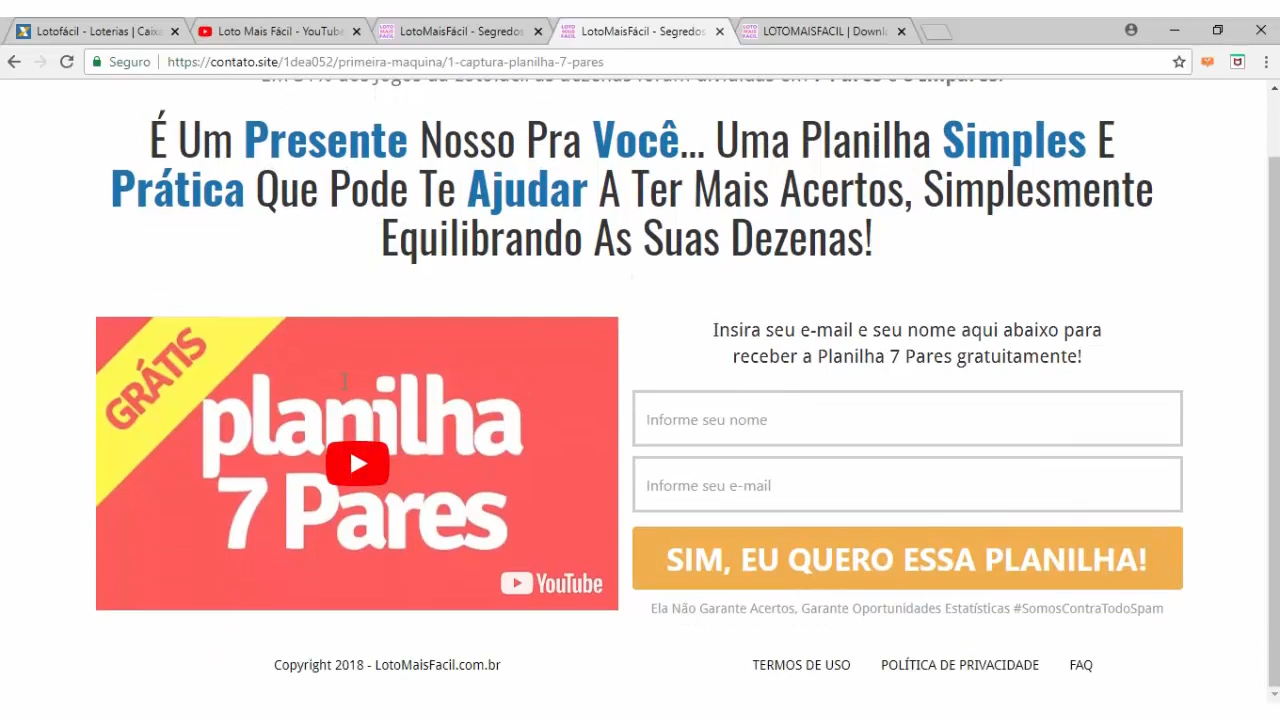 Lotofácil - Loterias | Caixa
Loto Mais Fácil - YouTube
LotoMaisFácil - Segredos
LotoMaisFácil - Segredos
LOTOMAISFACIL | Downl
Seguro
https://contato.site/1dea052/primeira-maquina/1-captura-planilha-7-pares
É Um Presente Nosso Pra Você... Uma Planilha Simples E
Prática Que Pode Te Ajudar A Ter Mais Acertos, Simplesmente
Equilibrando As Suas Dezenas!
GRÁTIS
planilha
7 Pares
YouTube
Insira seu e-mail e seu nome aqui abaixo para
receber a Planilha 7 Pares gratuitamente!
Informe seu nome
Informe seu e-mail
SIM, EU QUERO ESSA PLANILHA!
Ela Não Garante Acertos, Garante Oportunidades Estatísticas #SomosContraTodoSpam
Copyright 2018 - LotoMaisFacil.com.br
TERMOS DE USO
POLÍTICA DE PRIVACIDADE
FAQ